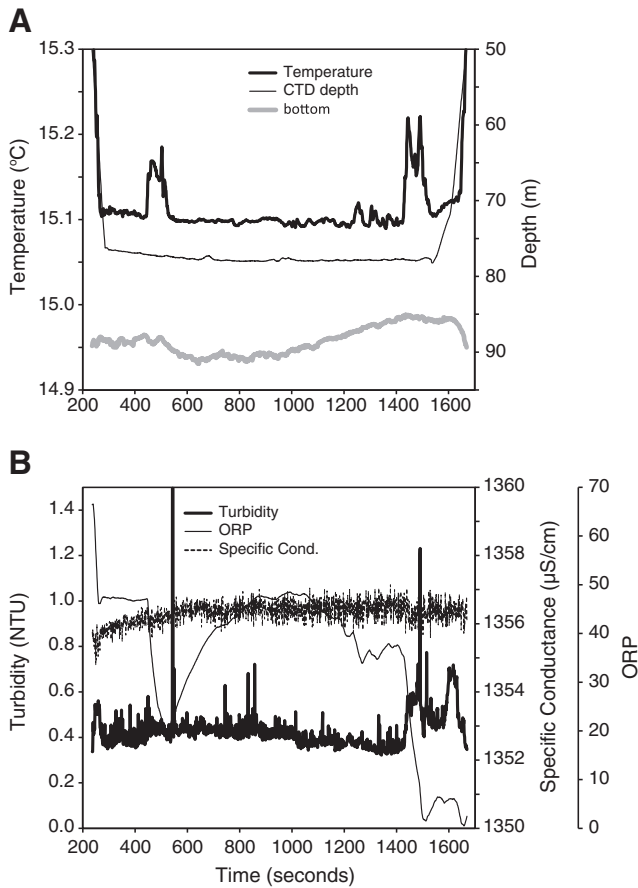 A
15.3
15.2
15.1
15.0
14.9
Temperature (ºC)
Temperature
CTD depth
bottom
50
60
70
80
90
Depth (m)
200 400 600 800 1000 1200 1400 1600
B
1.4
1.2
1.0
0.8
0.6
0.4
0.2
0.0
Turbidity (NTU)
Turbidity
ORP
Specific Cond.
1360
1358
1356
1354
1352
1350
Specific Conductance (µS/cm)
70
60
50
40
30
20
10
0
ORP
200 400 600 800 1000 1200 1400 1600
Time (seconds)